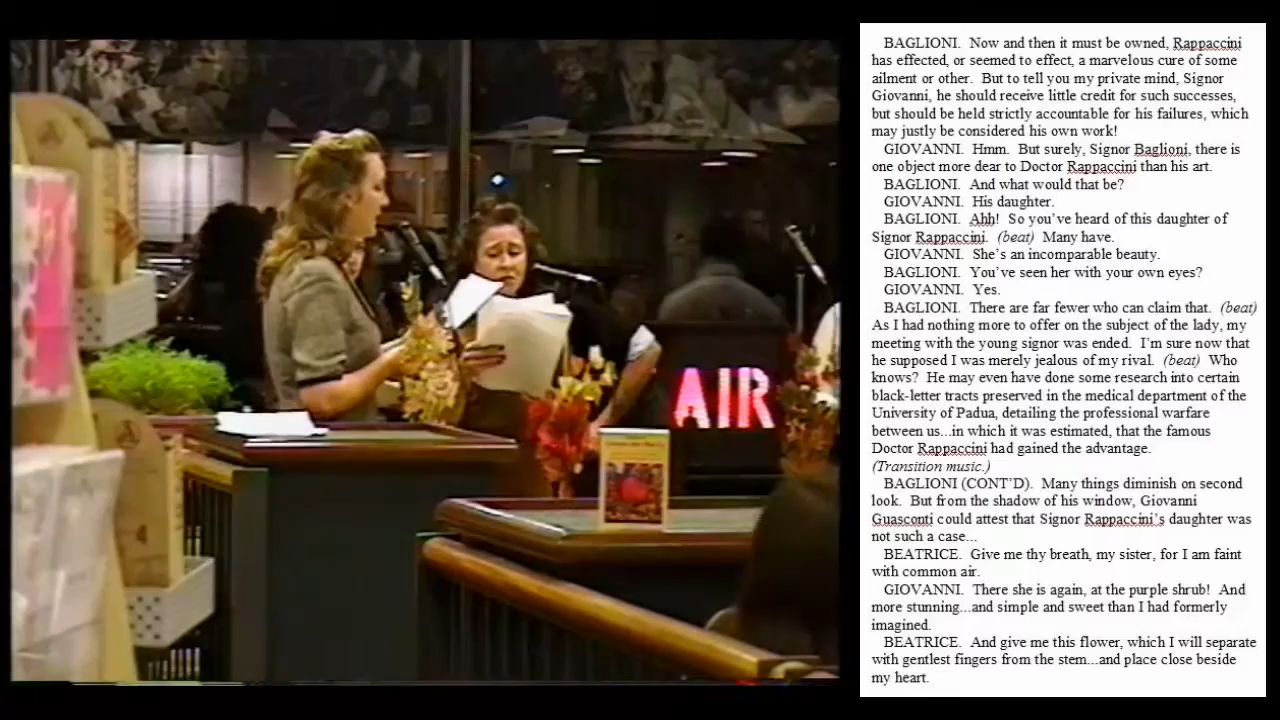 AIR
BAGLIONI. Now and then it must be owned, Rappaccini
has effected, or seemed to effect, a marvelous cure of some
ailment or other. But to tell you my private mind, Signor
Giovanni, he should receive little credit for such successes,
but should be held strictly accountable for his failures, which
may justly be considered his own work!
GIOVANNI. Hmm. But surely, Signor Baglioni, there is
one object more dear to Doctor Rappaccini than his art.
BAGLIONI. And what would that be?
GIOVANNI. His daughter.
BAGLIONI. Ahh! So you've heard of this daughter of
Signor Rappaccini. (beat) Many have.
GIOVANNI. She's an incomparable beauty.
BAGLIONI. You've seen her with your own eyes?
GIOVANNI. Yes.
BAGLIONI. There are far fewer who can claim that. (beat)
As I had nothing more to offer on the subject of the lady, my
meeting with the young signor was ended. I'm sure now that
he supposed I was merely jealous of my rival. (beat) Who
knows? He may even have done some research into certain
black-letter tracts preserved in the medical department of the
University of Padua, detailing the professional warfare
between us...in which it was estimated, that the famous
Doctor Rappaccini had gained the advantage.
(Transition music.)
BAGLIONI (CONT'D). Many things diminish on second
look. But from the shadow of his window, Giovanni
Guasconti could attest that Signor Rappaccini's daughter was
not such a case...
BEATRICE. Give me thy breath, my sister, for I am faint
with common air.
GIOVANNI. There she is again, at the purple shrub! And
more stunning...and simple and sweet than I had formerly
imagined.
BEATRICE. And give me this flower, which I will separate
with gentlest fingers from the stem...and place close beside
my heart.